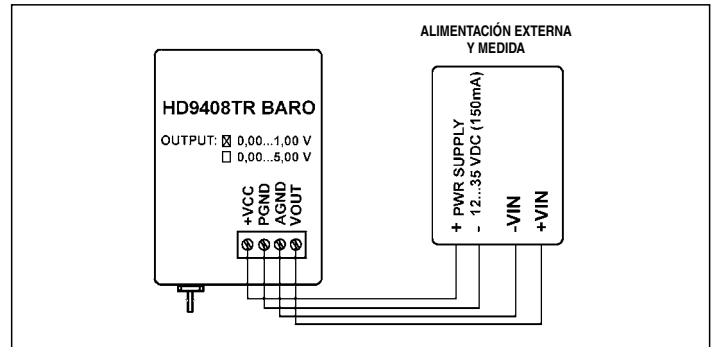 ALIMENTACIÓN EXTERNA
Y MEDIDA
HD9408TR BARO
OUTPUT: ☒ 0,00...1,00 V
☐ 0,00...5,00 V
+VCC
PGND
AGND
VOUT
+ PWR SUPPLY
- 12...35 VDC (150mA)
-VIN
+VIN